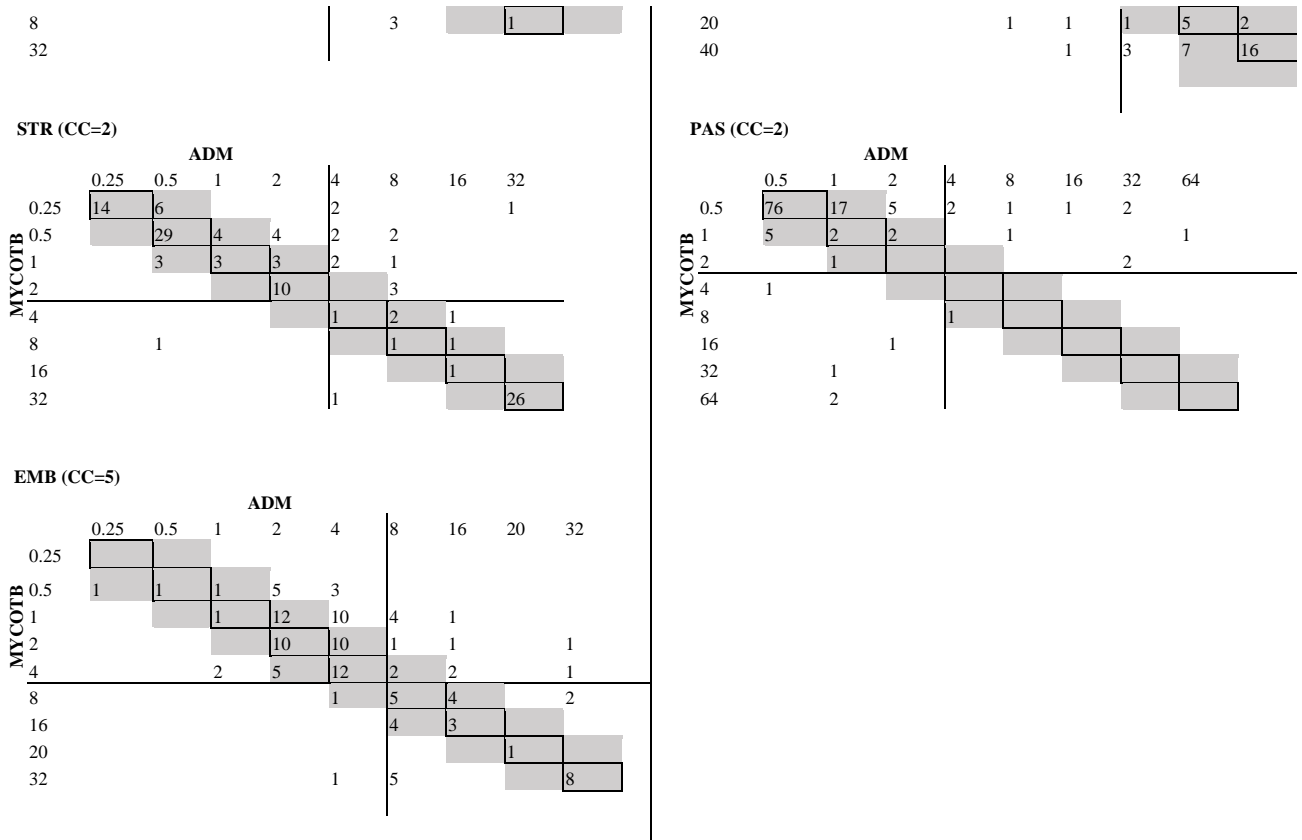 8 3 1
32
20 1 1 1 5 2
40 1 3 7 16
STR (CC=2)
ADM
0.25 0.5 1 2 4 8 16 32
MYCOTB
0.25 14 6 2 1
0.5 29 4 4 2 2
1 3 3 3 2 1
2 10 3
4 1 2 1
8 1 1 1
16 1
32 1 26
PAS (CC=2)
ADM
0.5 1 2 4 8 16 32 64
MYCOTB
0.5 76 17 5 2 1 1 2
1 5 2 2 1 1
2 1 2
4 1
8 1
16 1
32 1
64 2
EMB (CC=5)
ADM
0.25 0.5 1 2 4 8 16 20 32
MYCOTB
0.25
0.5 1 1 1 5 3
1 1 12 10 4 1
2 10 10 1 1 1
4 2 5 12 2 2 1
8 1 5 4 2
16 4 3
20 1
32 1 5 8